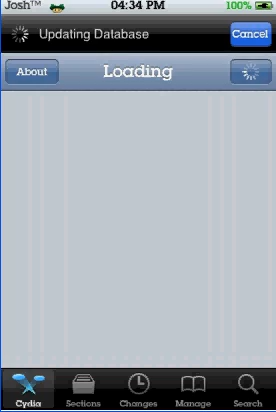 Josh™ 04:34 PM 100%
Updating Database Cancel
About Loading
Cydia Sections Changes Manage Search